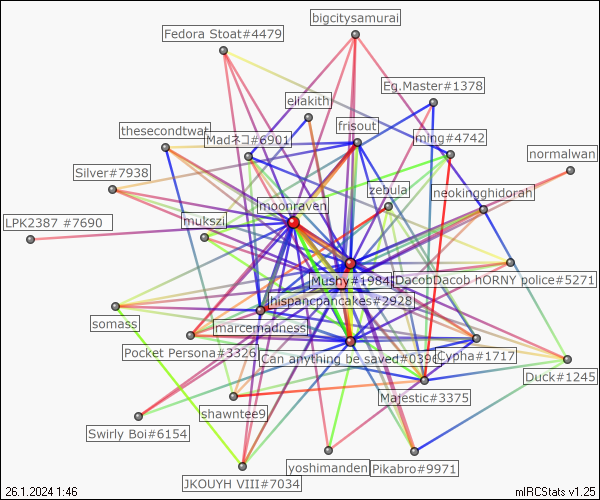 bigcitysamurai
Fedora Stoat#4479
Eg.Master#1378
eliakith
frisout
thesecondtwat
Madネコ#6901
ming#4742
normalwan
Silver#7938
zebula
neokingghidorah
moonraven
LPK2387 #7690
mukszi
Mushy#1984
DacobDacob hORNY police#5271
hispancpancakes#2928
somass
marcemadness
Pocket Persona#3326
Can anything be saved#0396
Cypha#1717
Duck#1245
Majestic#3375
shawntee9
Swirly Boi#6154
yoshimanden
Pikabro#9971
JKOUYH VIII#7034
26.1.2024 1:46
mIRCStats v1.25